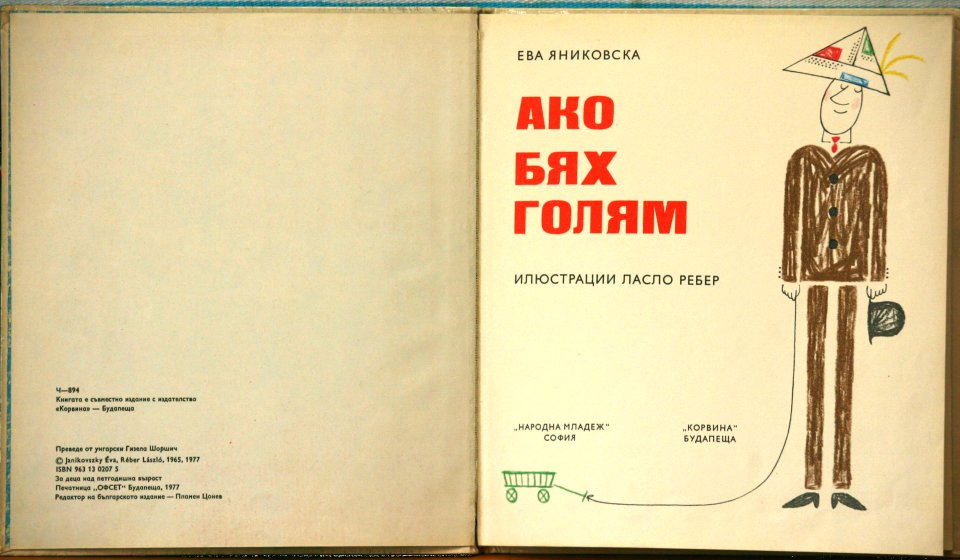 Ч—894
Книгата е съвместно издание с издателство
«Корвина» — Будапеща
Преведе от унгарски Гизела Шоршич
© Janikovszky Éva, Réber László, 1965, 1977
ISBN 963 13 0207 5
За деца над петгодишна възраст
Печатница „ОФСЕТ“ Будапеща, 1977
Редактор на българското издание — Пламен Цонев
ЕВА ЯНИКОВСКА
АКО
БЯХ
ГОЛЯМ
ИЛЮСТРАЦИИ ЛАСЛО РЕБЕР
„НАРОДНА МЛАДЕЖ“
СОФИЯ
„КОРВИНА“
БУДАПЕЩА